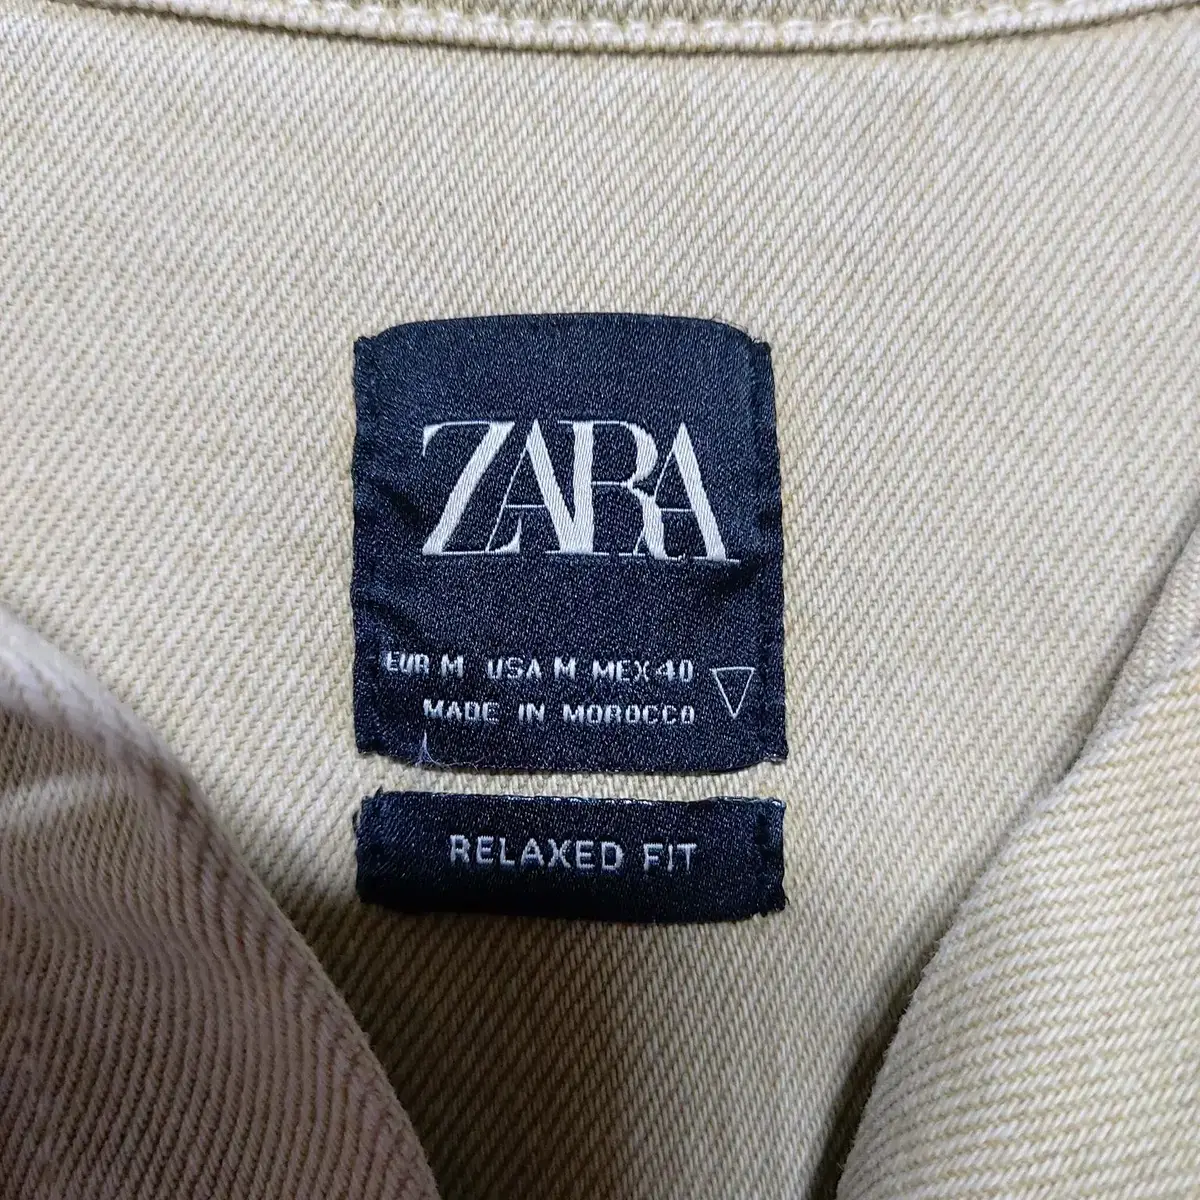 ZARA
EUR M USA M MEX 40
MADE IN MOROCCO
RELAXED FIT